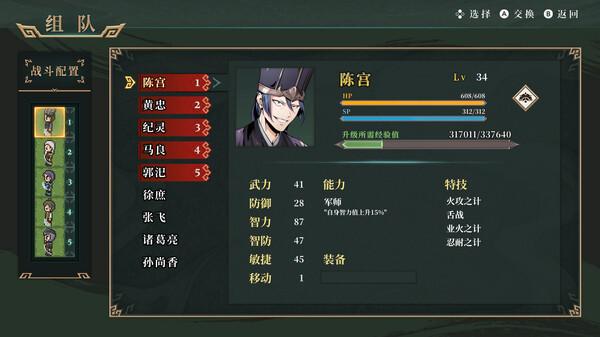 组队
选择 A 交换 B 返回
战斗配置
1
2
3
4
5
陈宫 1
黄忠 2
纪灵 3
马良 4
郭汜 5
徐庶
张飞
诸葛亮
孙尚香
陈宫 Lv 34
HP 608/608
SP 312/312
升级所需经验值 317011/337640
武力 41
防御 28
智力 87
智防 47
敏捷 45
移动 1
能力
军师
"自身智力值上升15%"
装备
特技
火攻之计
舌战
业火之计
忍耐之计